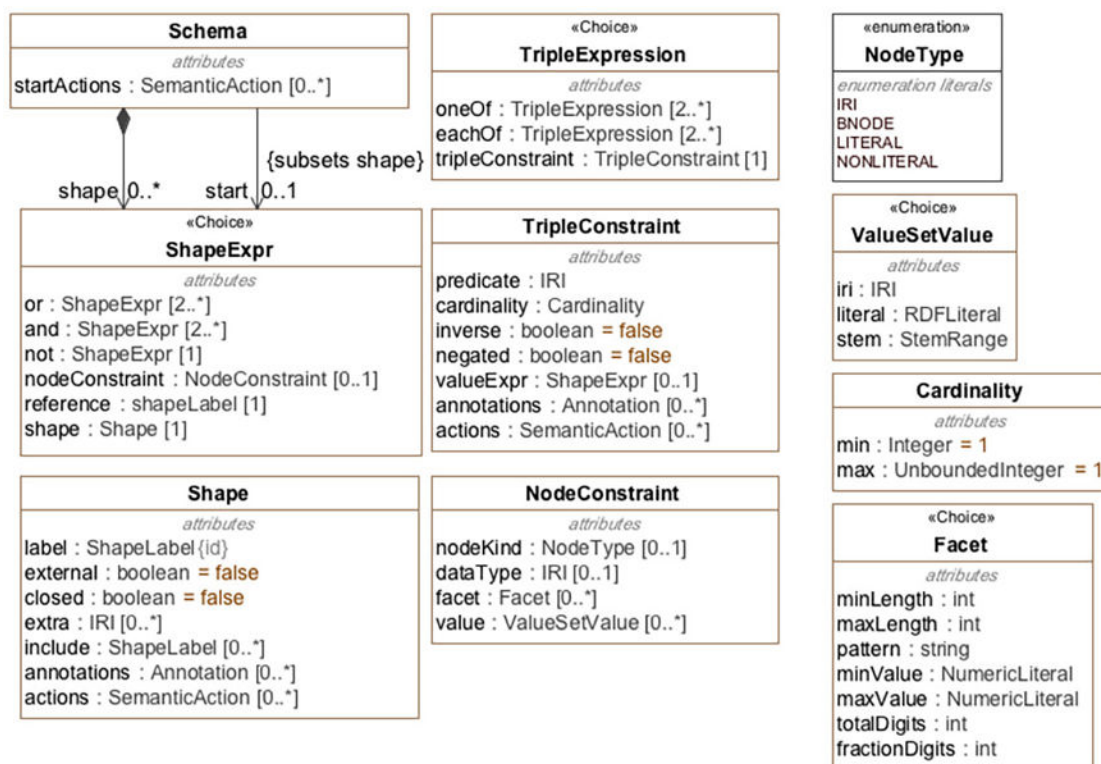 Schema
attributes
startActions : SemanticAction [0..*]
{subsets shape}
shape 0..*
start 0..1
«Choice»
ShapeExpr
attributes
or : ShapeExpr [2..*]
and : ShapeExpr [2..*]
not : ShapeExpr [1]
nodeConstraint : NodeConstraint [0..1]
reference : shapeLabel [1]
shape : Shape [1]
Shape
attributes
label : ShapeLabel{id}
external : boolean = false
closed : boolean = false
extra : IRI [0..*]
include : ShapeLabel [0..*]
annotations : Annotation [0..*]
actions : SemanticAction [0..*]
«Choice»
TripleExpression
attributes
oneOf : TripleExpression [2..*]
eachOf : TripleExpression [2..*]
tripleConstraint : TripleConstraint [1]
TripleConstraint
attributes
predicate : IRI
cardinality : Cardinality
inverse : boolean = false
negated : boolean = false
valueExpr : ShapeExpr [0..1]
annotations : Annotation [0..*]
actions : SemanticAction [0..*]
NodeConstraint
attributes
nodeKind : NodeType [0..1]
dataType : IRI [0..1]
facet : Facet [0..*]
value : ValueSetValue [0..*]
«enumeration»
NodeType
enumeration literals
IRI
BNODE
LITERAL
NONLITERAL
«Choice»
ValueSetValue
attributes
iri : IRI
literal : RDFLiteral
stem : StemRange
Cardinality
attributes
min : Integer = 1
max : UnboundedInteger = 1
«Choice»
Facet
attributes
minLength : int
maxLength : int
pattern : string
minValue : NumericLiteral
maxValue : NumericLiteral
totalDigits : int
fractionDigits : int